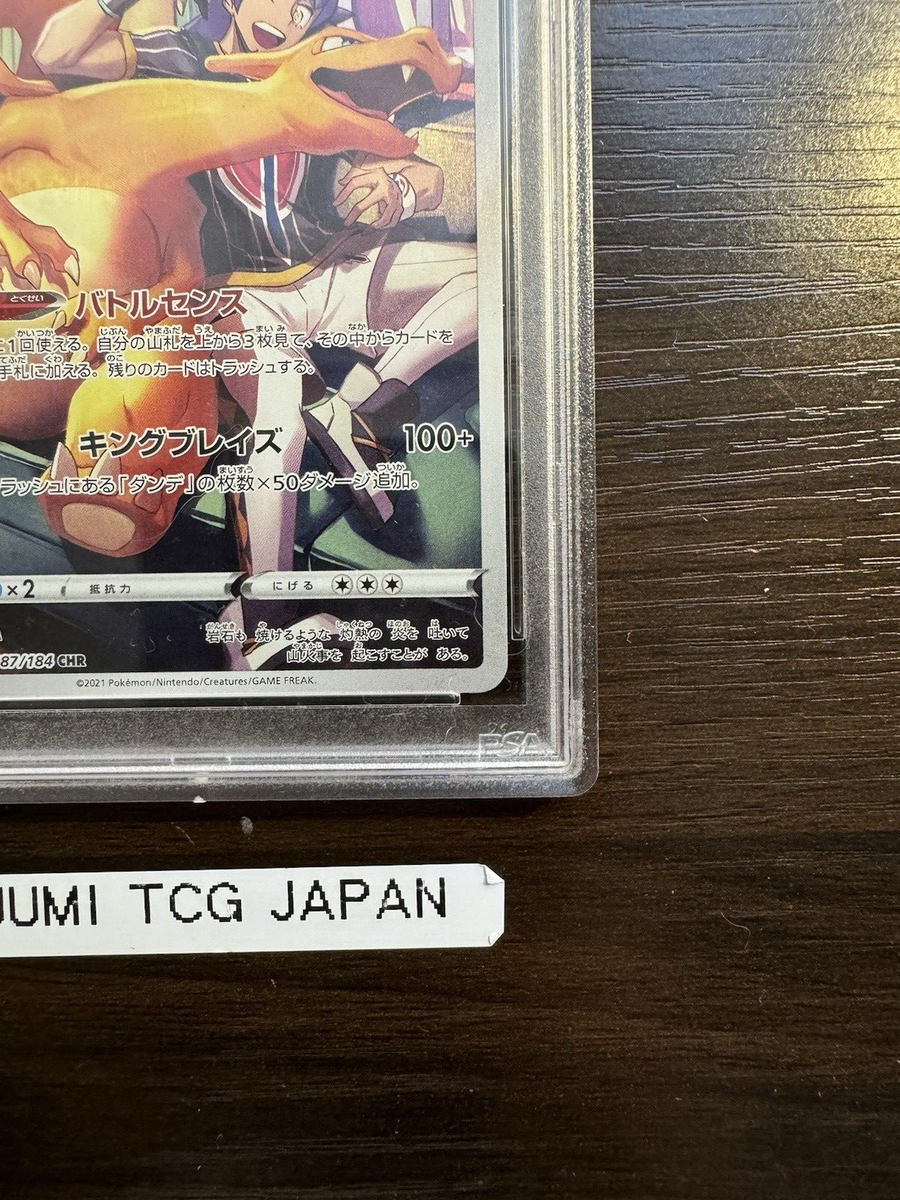 とくせい バトルセンス
に1回使える。自分の山札を上から3枚見て、その中からカードを
手札に加える。残りのカードはトラッシュする。
キングブレイズ 100+
ラッシュにある「ダンデ」の枚数×50ダメージ追加。
×2 抵抗力 にげる
岩石も 焼けるような 灼熱の 炎を 吐いて
山火事を 起こすことが ある。
87/184 CHR
©2021 Pokémon/Nintendo/Creatures/GAME FREAK.
PSA
UMI TCG JAPAN